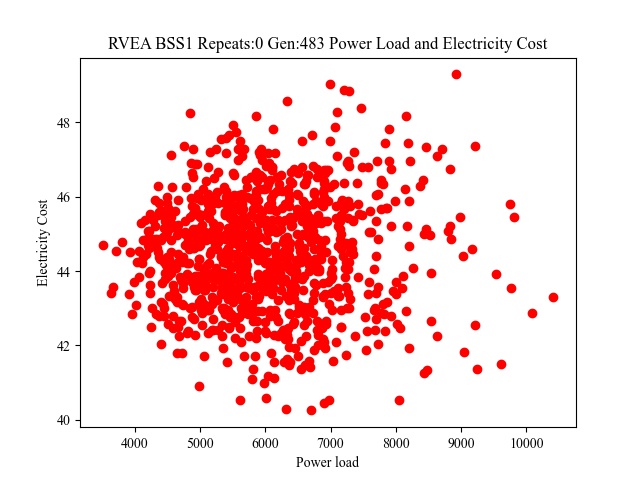 RVEA BSS1 Repeats:0 Gen:483 Power Load and Electricity Cost
48
46
44
42
40
Electricity Cost
4000 5000 6000 7000 8000 9000 10000
Power load